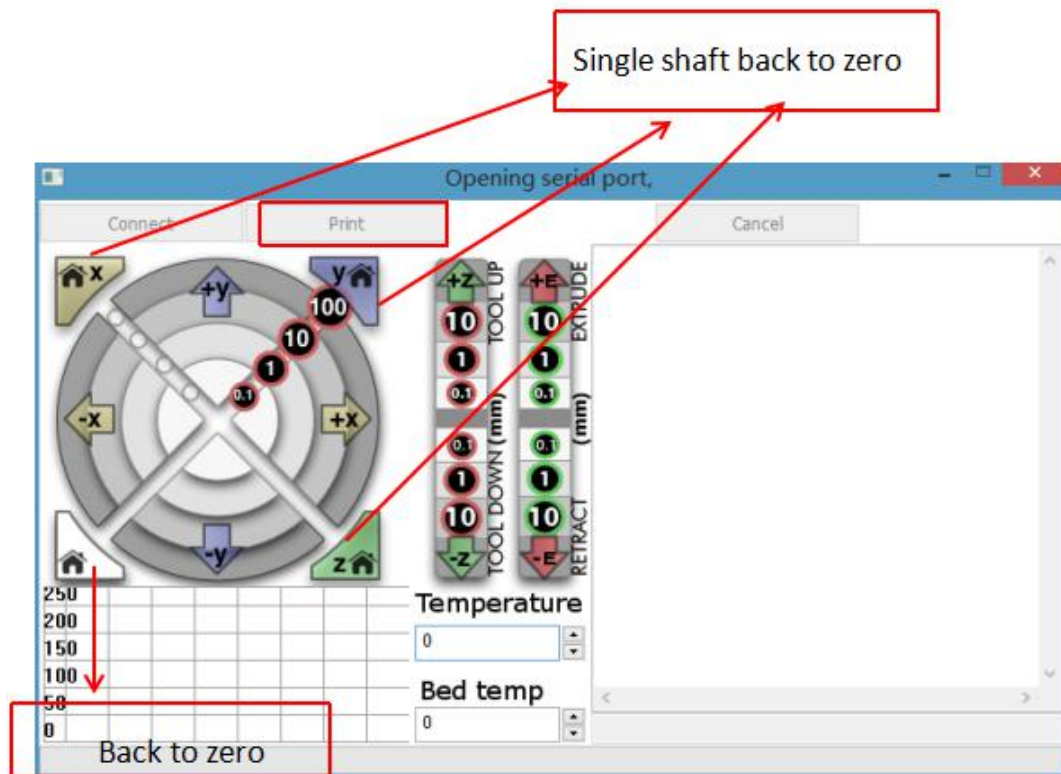 Single shaft back to zero
Opening serial port,
Connect
Print
Cancel
x
+y
y
100
10
1
0.1
-x
+x
-y
z
+Z
10
1
0.1
0.1
1
10
-Z
TOOL UP
TOOL DOWN (mm)
+E
10
1
0.1
0.1
1
10
-E
EXTRUDE
(mm)
RETRACT
250
200
150
100
50
0
Temperature
0
Bed temp
0
Back to zero